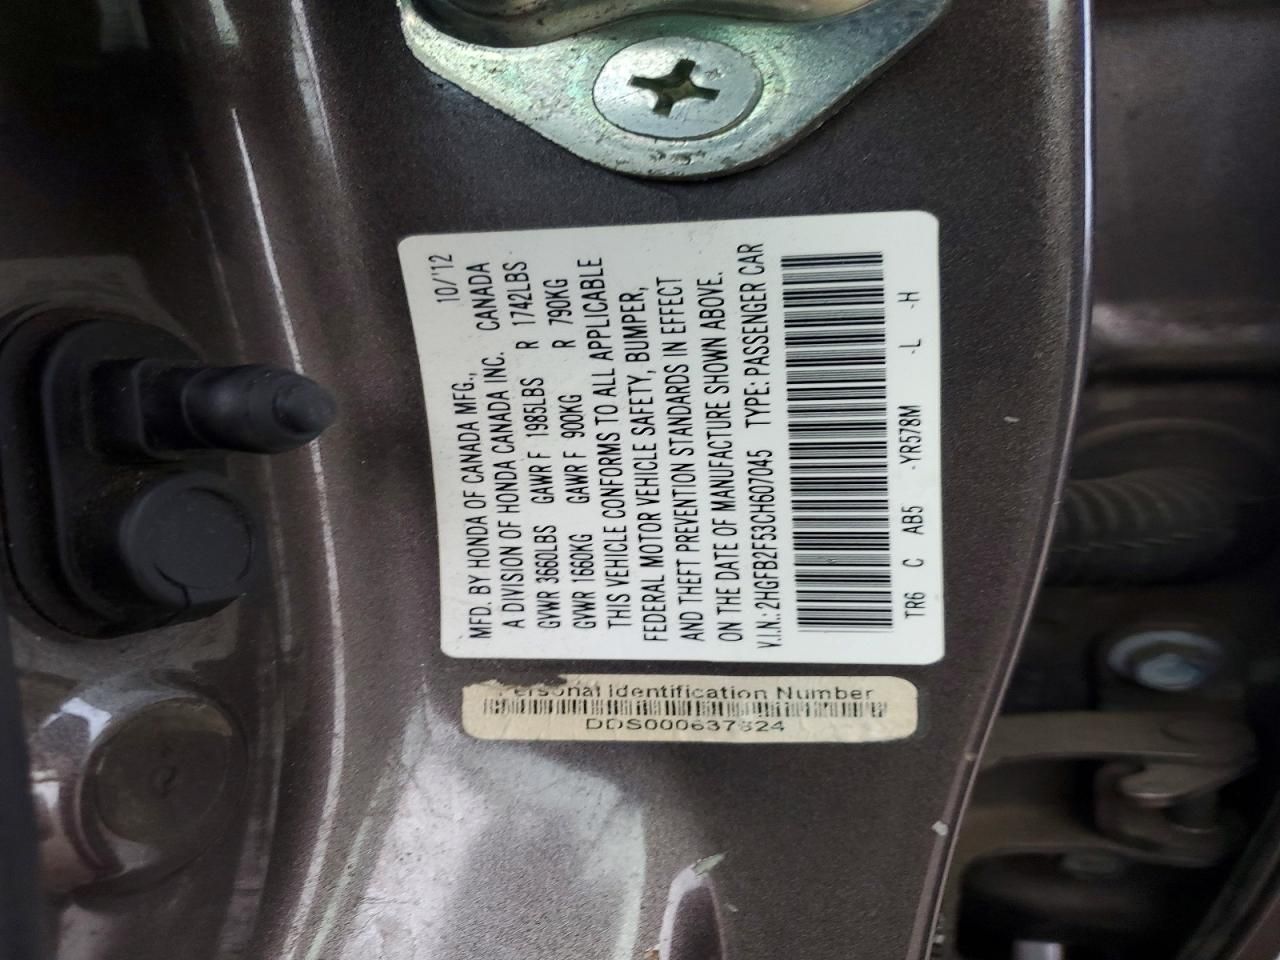 10/'12
MFD. BY HONDA OF CANADA MFG., CANADA
A DIVISION OF HONDA CANADA INC.
GVWR 3660LBS GAWR F 1985LBS R 1742LBS
GVWR 1660KG GAWR F 900KG R 790KG
THIS VEHICLE CONFORMS TO ALL APPLICABLE
FEDERAL MOTOR VEHICLE SAFETY, BUMPER,
AND THEFT PREVENTION STANDARDS IN EFFECT
ON THE DATE OF MANUFACTURE SHOWN ABOVE.
V.I.N.: 2HGFB2F53CH607045 TYPE: PASSENGER CAR
TR6 C AB5 -YR578M -L -H
Personal Identification Number
DDS000637324